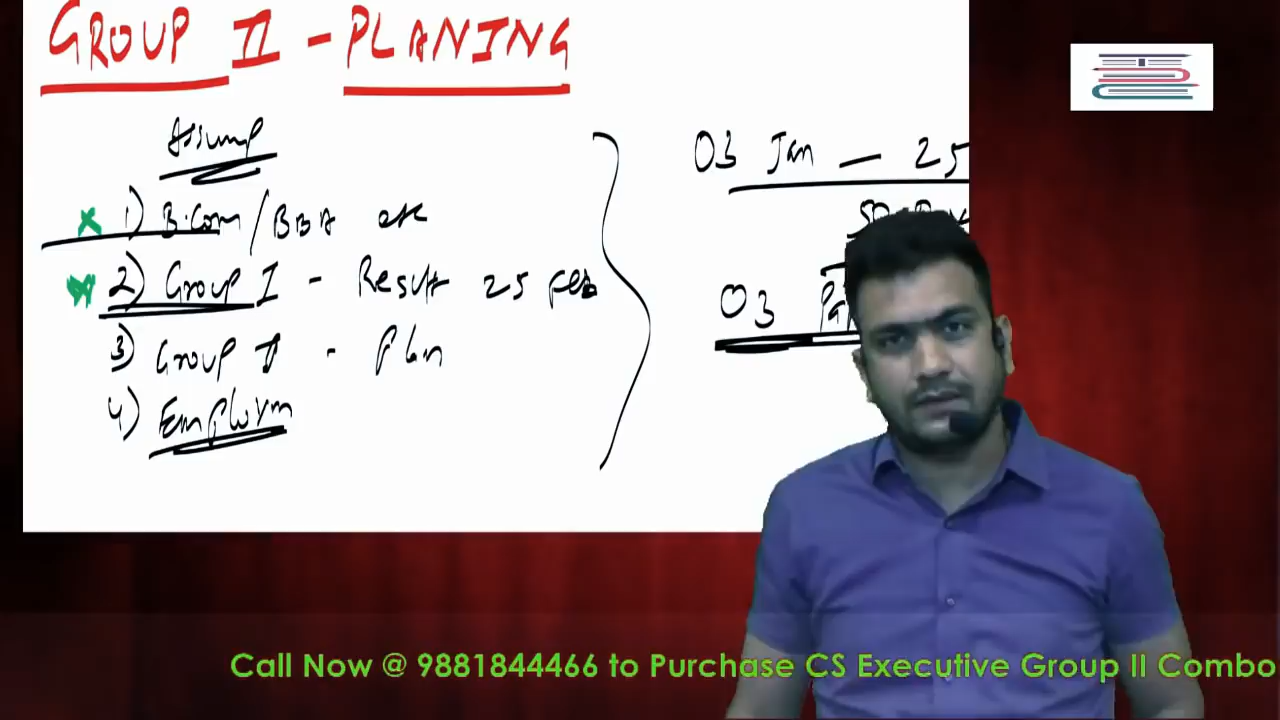 GROUP II - PLANING
Assump
1) B.Com/BBA etc
2) Group I - Result 25 feb
3) Group II - Plan
4) Employm
03 Jan - 25
03
Call Now @ 9881844466 to Purchase CS Executive Group II Combo